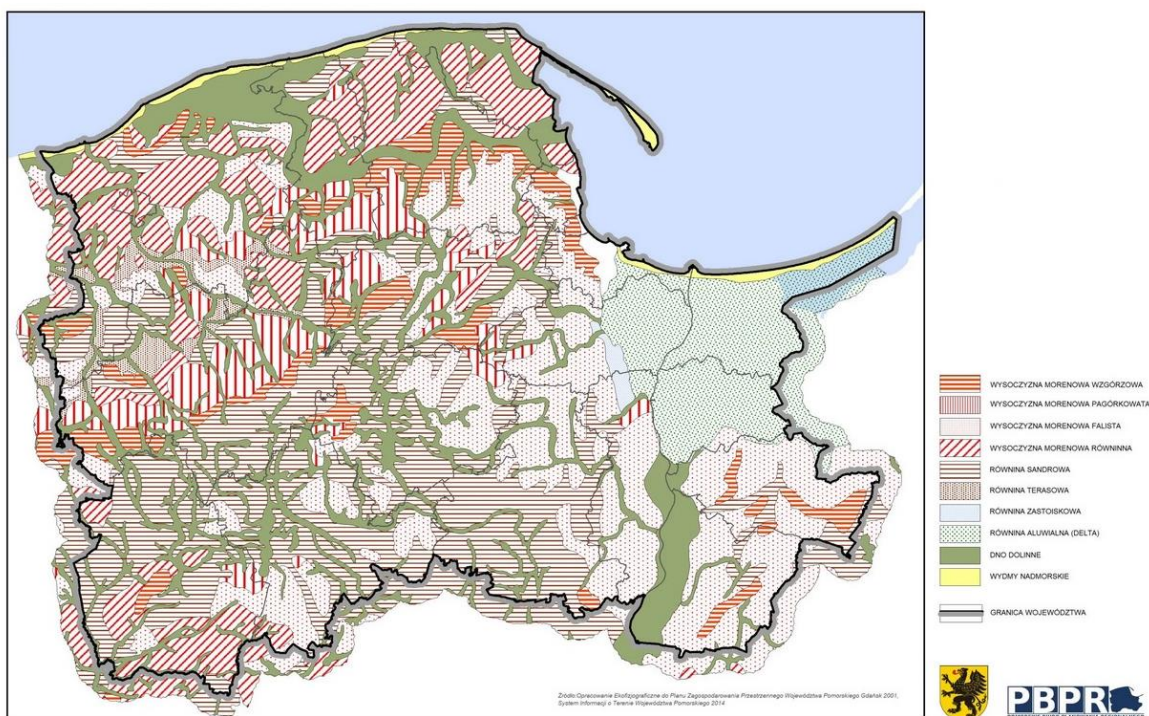 WYSOCZYZNA MORENOWA WZGÓRZOWA
WYSOCZYZNA MORENOWA PAGÓRKOWATA
WYSOCZYZNA MORENOWA FALISTA
WYSOCZYZNA MORENOWA RÓWNINNA
RÓWNINA SANDROWA
RÓWNINA TERASOWA
RÓWNINA ZASTOISKOWA
RÓWNINA ALUWIALNA (DELTA)
DNO DOLINNE
WYDMY NADMORSKIE
GRANICA WOJEWÓDZTWA
Źródło:Opracowanie Ekofizjograficzne do Planu Zagospodarowania Przestrzennego Województwa Pomorskiego Gdańsk 2001,
System Informacji o Terenie Województwa Pomorskiego 2014
PBPR